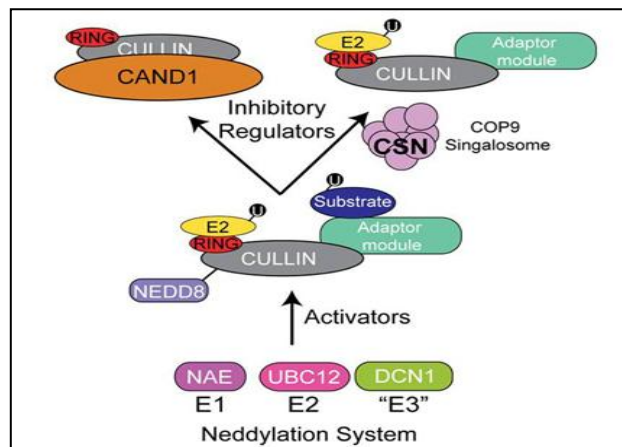 RING
CULLIN
CAND1
E2
U
RING
CULLIN
Adaptor
module
Inhibitory
Regulators
CSN
COP9
Singalosome
U
Substrate
U
E2
RING
CULLIN
Adaptor
module
NEDD8
Activators
NAE
UBC12
DCN1
E1
E2
"E3"
Neddylation System